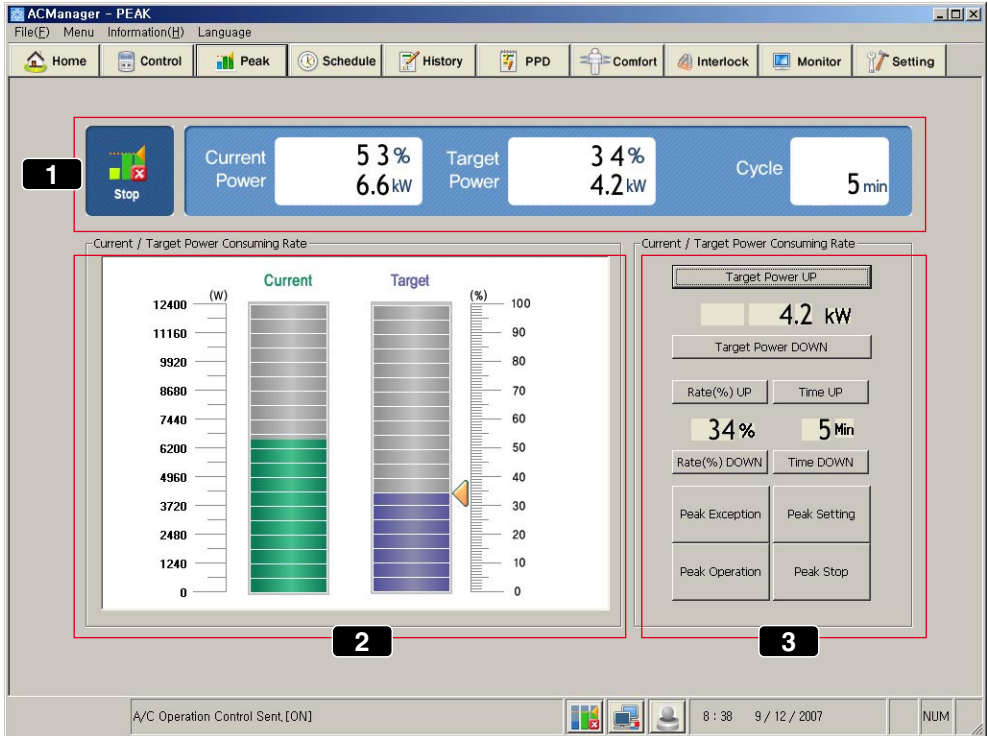 ACManager - PEAK
File(F) Menu Information(H) Language
Home Control Peak Schedule History PPD Comfort Interlock Monitor Setting
1
Stop
Current Power
53%
6.6kW
Target Power
34%
4.2kW
Cycle
5min
Current / Target Power Consuming Rate
(W)
Current
Target
(%)
12400
11160
9920
8680
7440
6200
4960
3720
2480
1240
0
100
90
80
70
60
50
40
30
20
10
0
2
Current / Target Power Consuming Rate
Target Power UP
4.2 kW
Target Power DOWN
Rate(%) UP Time UP
34% 5Min
Rate(%) DOWN Time DOWN
Peak Exception Peak Setting
Peak Operation Peak Stop
3
A/C Operation Control Sent,[ON]
8 : 38 9 / 12 / 2007
NUM